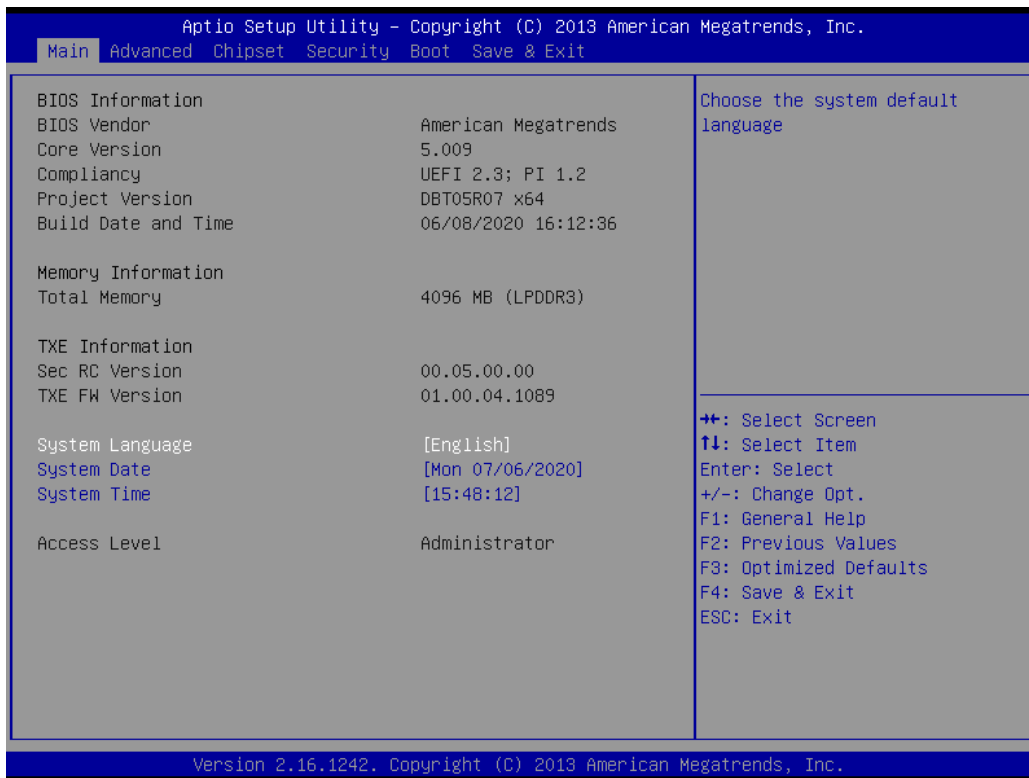 Aptio Setup Utility – Copyright (C) 2013 American Megatrends, Inc.
Main Advanced Chipset Security Boot Save & Exit
BIOS Information
BIOS Vendor American Megatrends
Core Version 5.009
Compliancy UEFI 2.3; PI 1.2
Project Version DBT05R07 x64
Build Date and Time 06/08/2020 16:12:36
Memory Information
Total Memory 4096 MB (LPDDR3)
TXE Information
Sec RC Version 00.05.00.00
TXE FW Version 01.00.04.1089
System Language [English]
System Date [Mon 07/06/2020]
System Time [15:48:12]
Access Level Administrator
Choose the system default
language
→←: Select Screen
↑↓: Select Item
Enter: Select
+/-: Change Opt.
F1: General Help
F2: Previous Values
F3: Optimized Defaults
F4: Save & Exit
ESC: Exit
Version 2.16.1242. Copyright (C) 2013 American Megatrends, Inc.